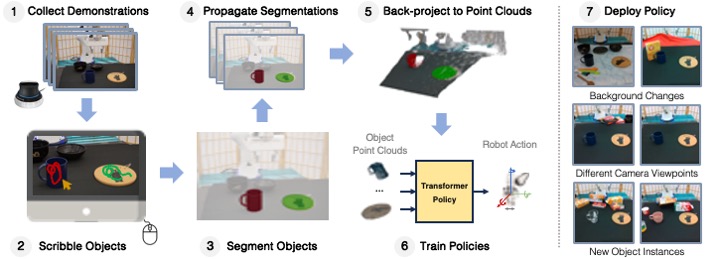 1 Collect Demonstrations
4 Propagate Segmentations
5 Back-project to Point Clouds
7 Deploy Policy
Background Changes
Object
Point Clouds
Robot Action
...
Transformer
Policy
Different Camera Viewpoints
2 Scribble Objects
3 Segment Objects
6 Train Policies
New Object Instances